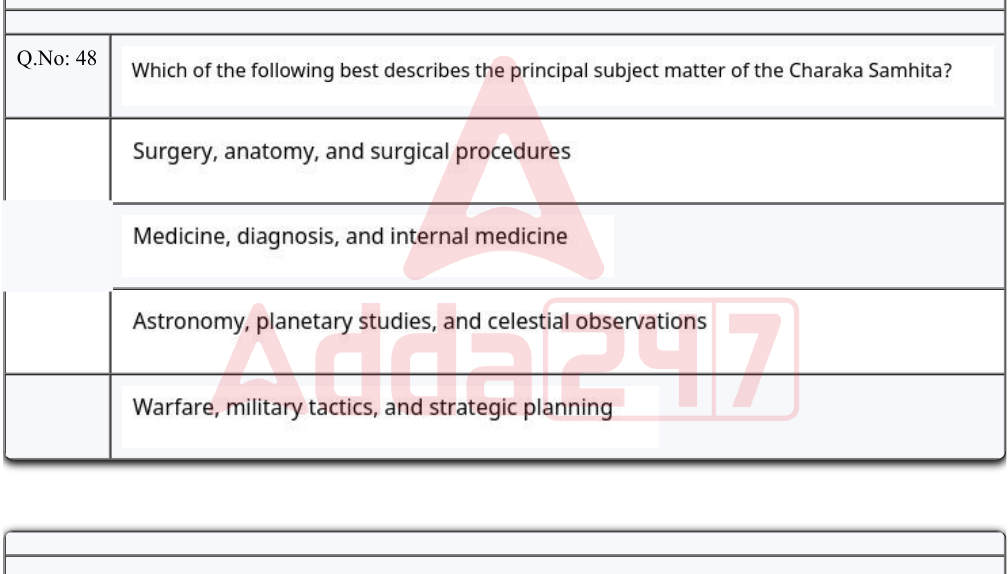 Q.No: 48
Which of the following best describes the principal subject matter of the Charaka Samhita?
Surgery, anatomy, and surgical procedures
Medicine, diagnosis, and internal medicine
Astronomy, planetary studies, and celestial observations
Adda247
Warfare, military tactics, and strategic planning